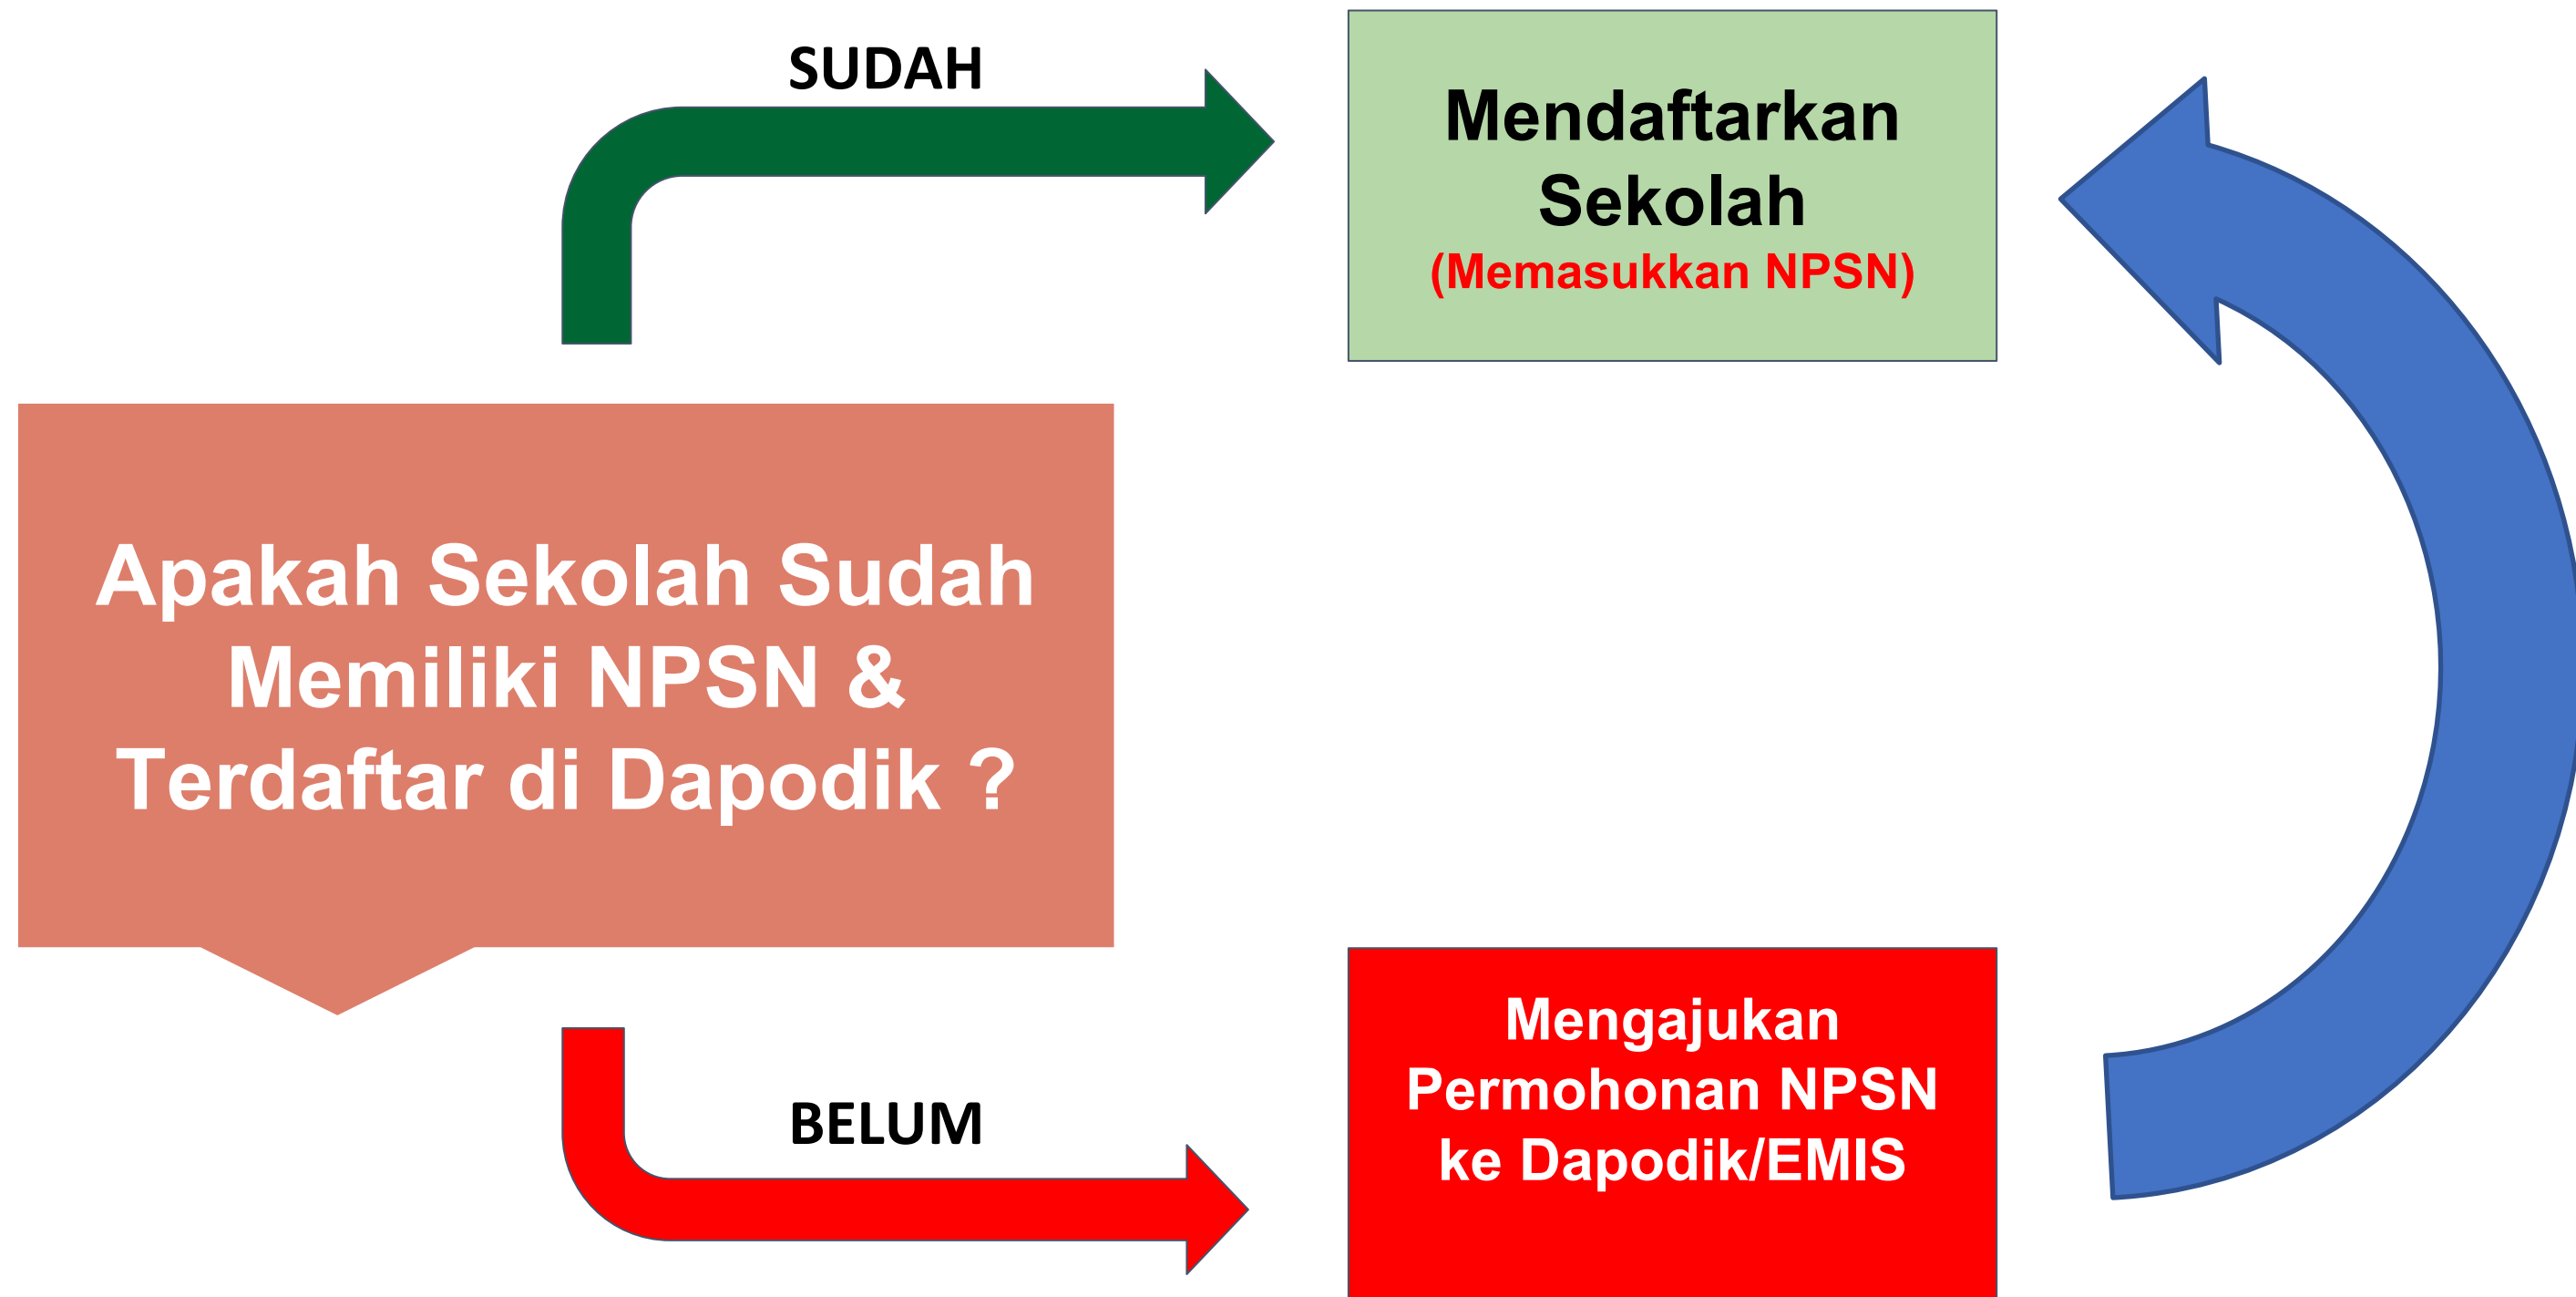 SUDAH
Mendaftarkan
Sekolah
(Memasukkan NPSN)
Apakah Sekolah Sudah
Memiliki NPSN &
Terdaftar di Dapodik ?
BELUM
Mengajukan
Permohonan NPSN
ke Dapodik/EMIS